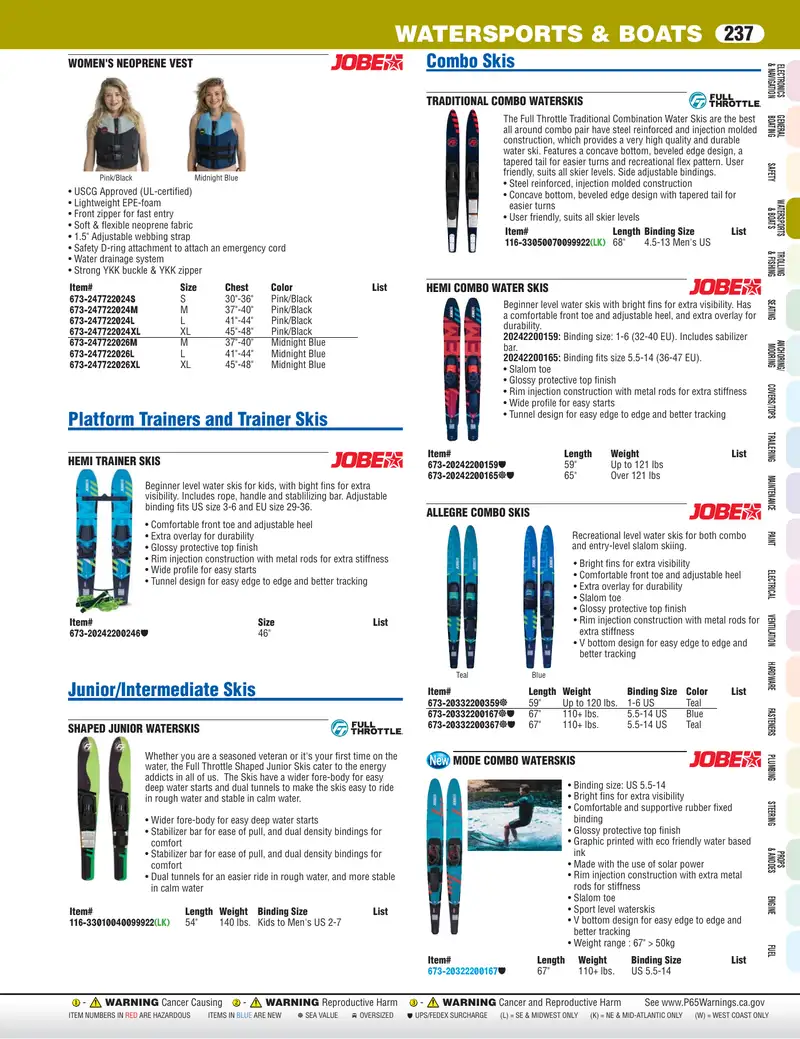 WATERSPORTS & BOATS 237
WOMEN'S NEOPRENE VEST
JOBE
Pink/Black
Midnight Blue
• USCG Approved (UL-certified)
• Lightweight EPE-foam
• Front zipper for fast entry
• Soft & flexible neoprene fabric
• 1.5" Adjustable webbing strap
• Safety D-ring attachment to attach an emergency cord
• Water drainage system
• Strong YKK buckle & YKK zipper
Item# Size Chest Color List
673-247722024S S 30"-36" Pink/Black
673-247722024M M 37"-40" Pink/Black
673-247722024L L 41"-44" Pink/Black
673-247722024XL XL 45"-48" Pink/Black
673-247722026M M 37"-40" Midnight Blue
673-247722026L L 41"-44" Midnight Blue
673-247722026XL XL 45"-48" Midnight Blue
Platform Trainers and Trainer Skis
HEMI TRAINER SKIS
JOBE
Beginner level water skis for kids, with bight fins for extra
visibility. Includes rope, handle and stablilizing bar. Adjustable
binding fits US size 3-6 and EU size 29-36.
• Comfortable front toe and adjustable heel
• Extra overlay for durability
• Glossy protective top finish
• Rim injection construction with metal rods for extra stiffness
• Wide profile for easy starts
• Tunnel design for easy edge to edge and better tracking
Item# Size List
673-20242200246 46"
Junior/Intermediate Skis
SHAPED JUNIOR WATERSKIS
FULL
THROTTLE
Whether you are a seasoned veteran or it's your first time on the
water, the Full Throttle Shaped Junior Skis cater to the energy
addicts in all of us. The Skis have a wider fore-body for easy
deep water starts and dual tunnels to make the skis easy to ride
in rough water and stable in calm water.
• Wider fore-body for easy deep water starts
• Stabilizer bar for ease of pull, and dual density bindings for
comfort
• Stabilizer bar for ease of pull, and dual density bindings for
comfort
• Dual tunnels for an easier ride in rough water, and more stable
in calm water
Item# Length Weight Binding Size List
116-33010040099922(LK) 54" 140 lbs. Kids to Men's US 2-7
Combo Skis
TRADITIONAL COMBO WATERSKIS
FULL
THROTTLE
The Full Throttle Traditional Combination Water Skis are the best
all around combo pair have steel reinforced and injection molded
construction, which provides a very high quality and durable
water ski. Features a concave bottom, beveled edge design, a
tapered tail for easier turns and recreational flex pattern. User
friendly, suits all skier levels. Side adjustable bindings.
• Steel reinforced, injection molded construction
• Concave bottom, beveled edge design with tapered tail for
easier turns
• User friendly, suits all skier levels
Item# Length Binding Size List
116-33050070099922(LK) 68" 4.5-13 Men's US
HEMI COMBO WATER SKIS
JOBE
Beginner level water skis with bright fins for extra visibility. Has
a comfortable front toe and adjustable heel, and extra overlay for
durability.
20242200159: Binding size: 1-6 (32-40 EU). Includes sabilizer
bar.
20242200165: Binding fits size 5.5-14 (36-47 EU).
• Slalom toe
• Glossy protective top finish
• Rim injection construction with metal rods for extra stiffness
• Wide profile for easy starts
• Tunnel design for easy edge to edge and better tracking
Item# Length Weight List
673-20242200159 59" Up to 121 lbs
673-20242200165 65" Over 121 lbs
ALLEGRE COMBO SKIS
JOBE
Recreational level water skis for both combo
and entry-level slalom skiing.
• Bright fins for extra visibility
• Comfortable front toe and adjustable heel
• Extra overlay for durability
• Slalom toe
• Glossy protective top finish
• Rim injection construction with metal rods for
extra stiffness
• V bottom design for easy edge to edge and
better tracking
Teal
Blue
Item# Length Weight Binding Size Color List
673-20332200359 59" Up to 120 lbs. 1-6 US Teal
673-20332200167 67" 110+ lbs. 5.5-14 US Blue
673-20332200367 67" 110+ lbs. 5.5-14 US Teal
New MODE COMBO WATERSKIS
JOBE
• Binding size: US 5.5-14
• Bright fins for extra visibility
• Comfortable and supportive rubber fixed
binding
• Glossy protective top finish
• Graphic printed with eco friendly water based
ink
• Made with the use of solar power
• Rim injection construction with extra metal
rods for stiffness
• Slalom toe
• Sport level waterskis
• V bottom design for easy edge to edge and
better tracking
• Weight range : 67" > 50kg
Item# Length Weight Binding Size List
673-20322200167 67" 110+ lbs. US 5.5-14
ELECTRONICS
& NAVIGATION
GENERAL
BOATING
SAFETY
WATERSPORTS
& BOATS
TROLLING
& FISHING
SEATING
ANCHORING/
MOORING
COVERS/TOPS
TRAILERING
MAINTENANCE
PAINT
ELECTRICAL
VENTILATION
HARDWARE
FASTENERS
PLUMBING
STEERING
PROPS
& ANODES
ENGINE
FUEL
1 - WARNING Cancer Causing 2 - WARNING Reproductive Harm 3 - WARNING Cancer and Reproductive Harm See www.P65Warnings.ca.gov
ITEM NUMBERS IN RED ARE HAZARDOUS ITEMS IN BLUE ARE NEW SEA VALUE OVERSIZED UPS/FEDEX SURCHARGE (L) = SE & MIDWEST ONLY (K) = NE & MID-ATLANTIC ONLY (W) = WEST COAST ONLY